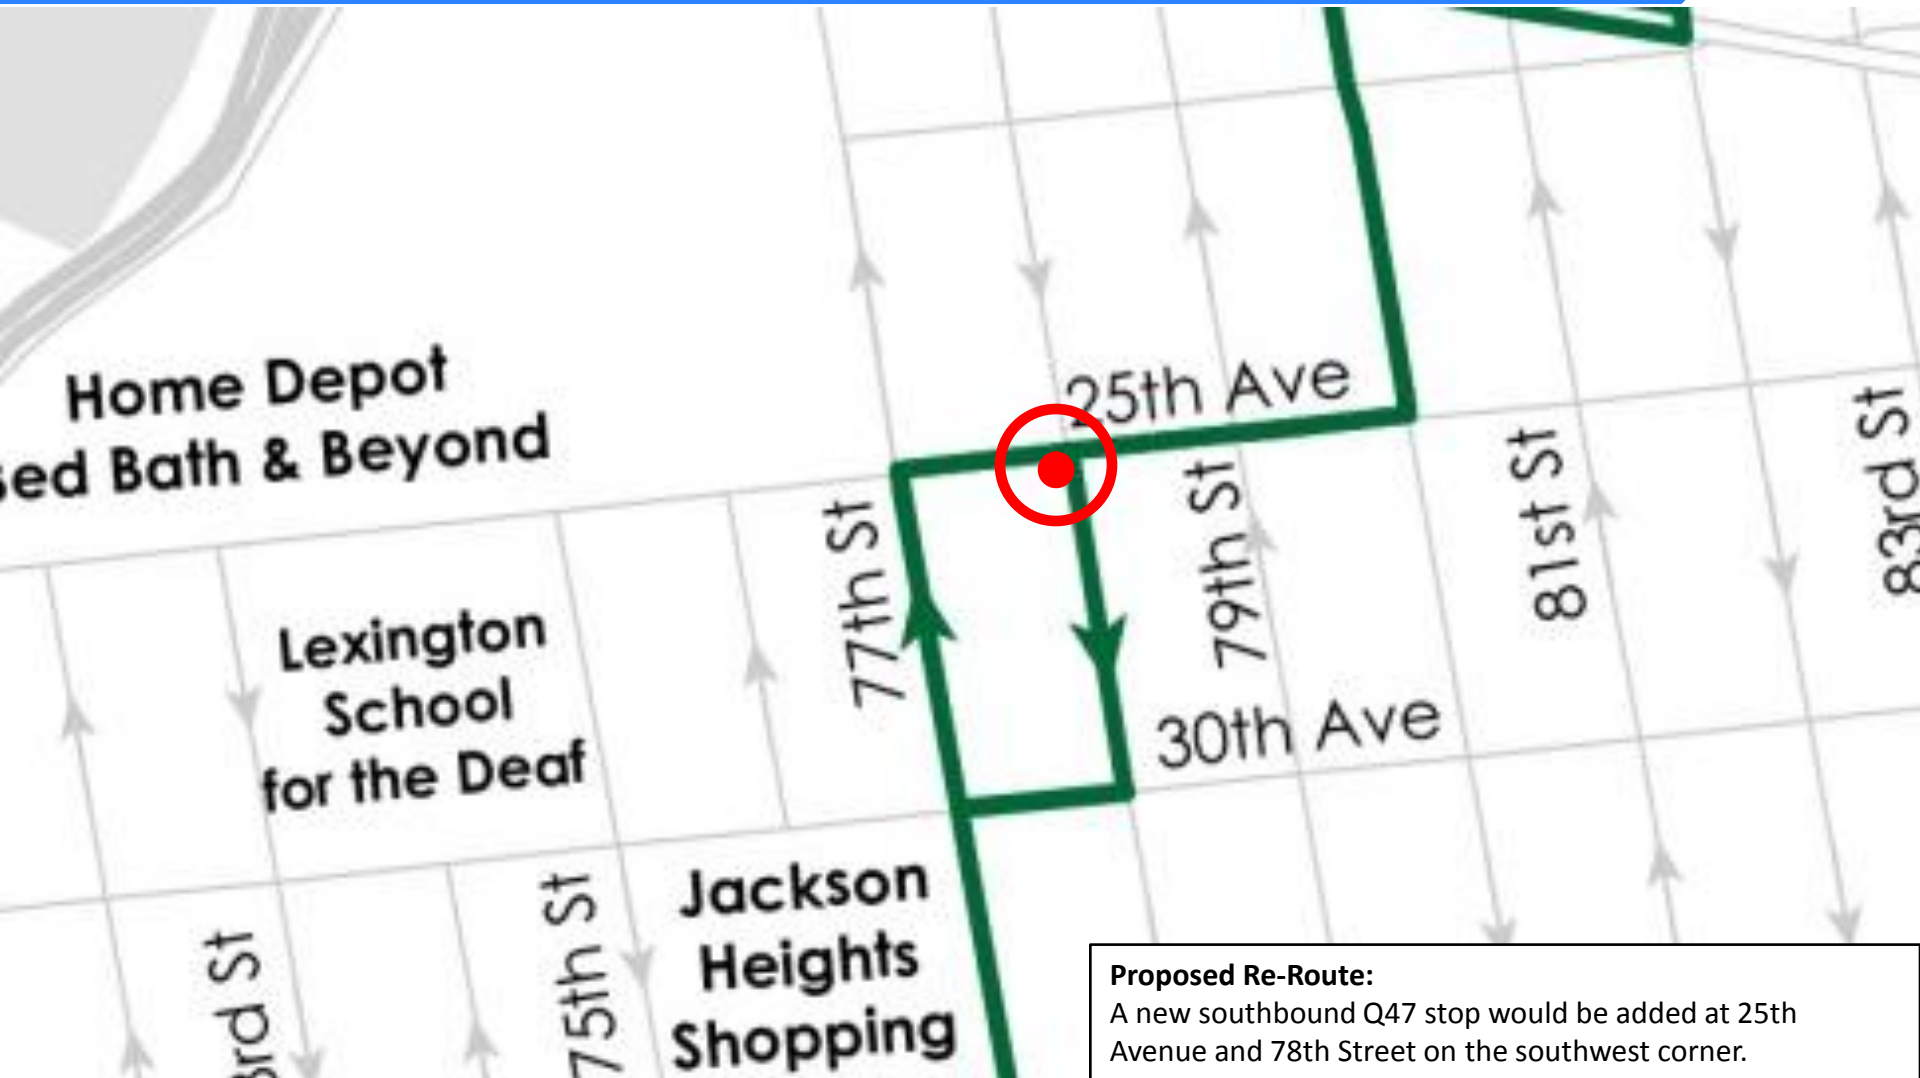 Home Depot
Bath & Beyond
25th Ave
77th St
79th St
81st St
83rd St
Lexington
School
for the Deaf
30th Ave
Jackson
Heights
Shopping
75th St
St
Proposed Re-Route:
A new southbound Q47 stop would be added at 25th
Avenue and 78th Street on the southwest corner.